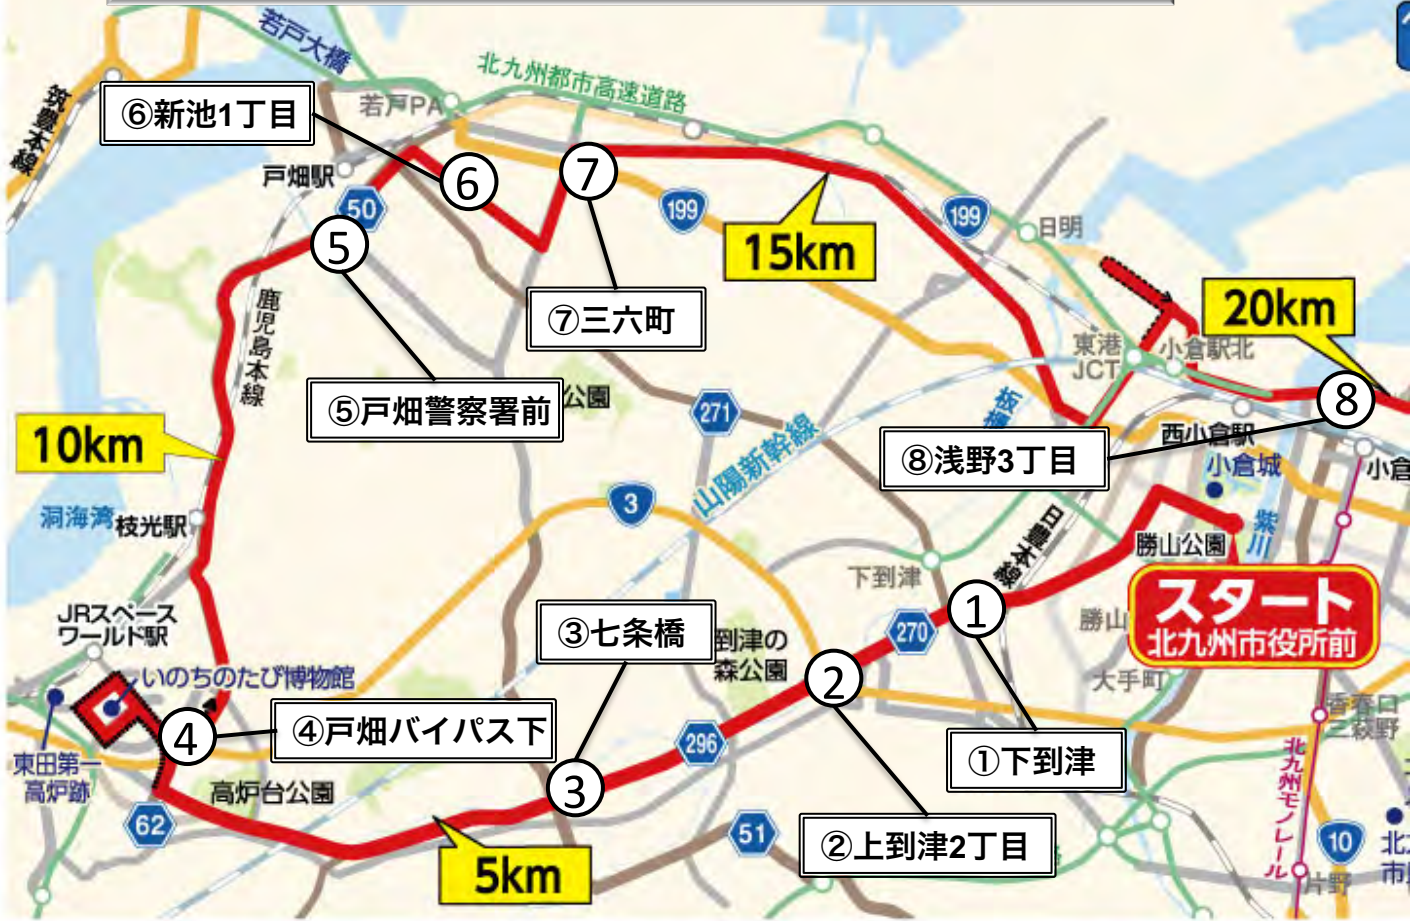 若戸大橋
北九州都市高速道路
筑豊本線
⑥新池1丁目
若戸PA
戸畑駅
⑥
⑦
50
199
199
日明
⑤
15km
20km
⑦三六町
鹿児島本線
東港
JCT
小倉駅北
⑧
⑤戸畑警察署前
公園
271
板櫃
10km
山陽新幹線
⑧浅野3丁目
西小倉駅
小倉城
小倉
3
洞海湾
枝光駅
日豊本線
勝山公園
紫川
下到津
①
スタート
北九州市役所前
JRスペース
ワールド駅
③七条橋
到津の
森公園
270
勝山
いのちのたび博物館
②
大手町
④
④戸畑バイパス下
296
香春口
三萩野
①下到津
東田第一
高炉跡
高炉台公園
③
北九州モノレール
62
51
②上到津2丁目
10
北
市
5km
片野